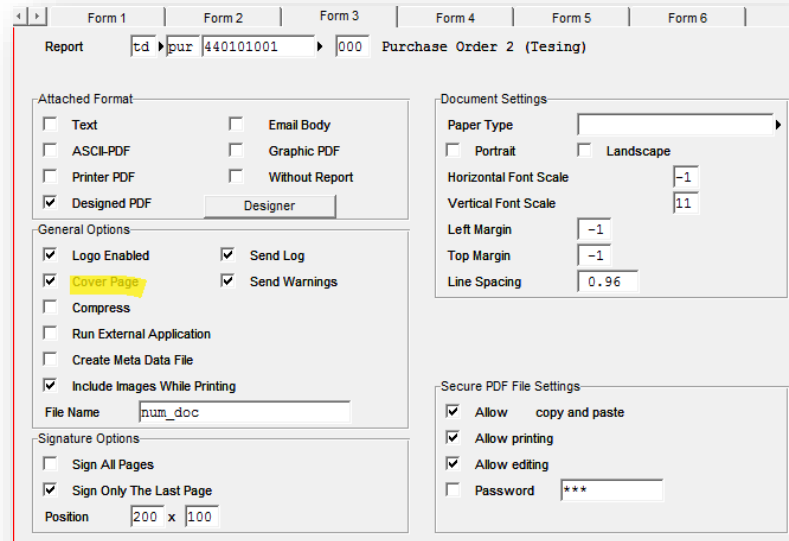 Form 1 Form 2 Form 3 Form 4 Form 5 Form 6
Report td pur 440101001 000 Purchase Order 2 (Tesing)
Attached Format
Text Email Body
ASCII-PDF Graphic PDF
Printer PDF Without Report
Designed PDF Designer
General Options
Logo Enabled Send Log
Cover Page Send Warnings
Compress
Run External Application
Create Meta Data File
Include Images While Printing
File Name num_doc
Signature Options
Sign All Pages
Sign Only The Last Page
Position 200 x 100
Document Settings
Paper Type
Portrait Landscape
Horizontal Font Scale -1
Vertical Font Scale 11
Left Margin -1
Top Margin -1
Line Spacing 0.96
Secure PDF File Settings
Allow copy and paste
Allow printing
Allow editing
Password ***